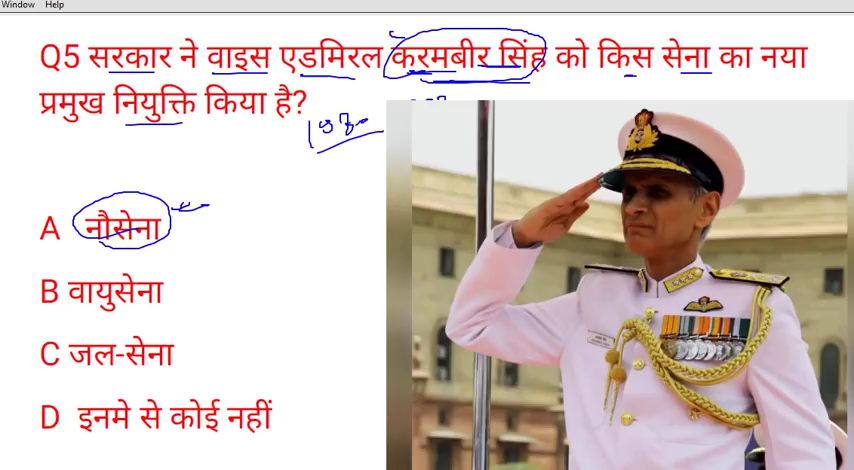 Window Help
Q5 सरकार ने वाइस एडमिरल करमबीर सिंह को किस सेना का नया
प्रमुख नियुक्ति किया है?
A नौसेना
B वायुसेना
C जल-सेना
D इनमे से कोई नहीं